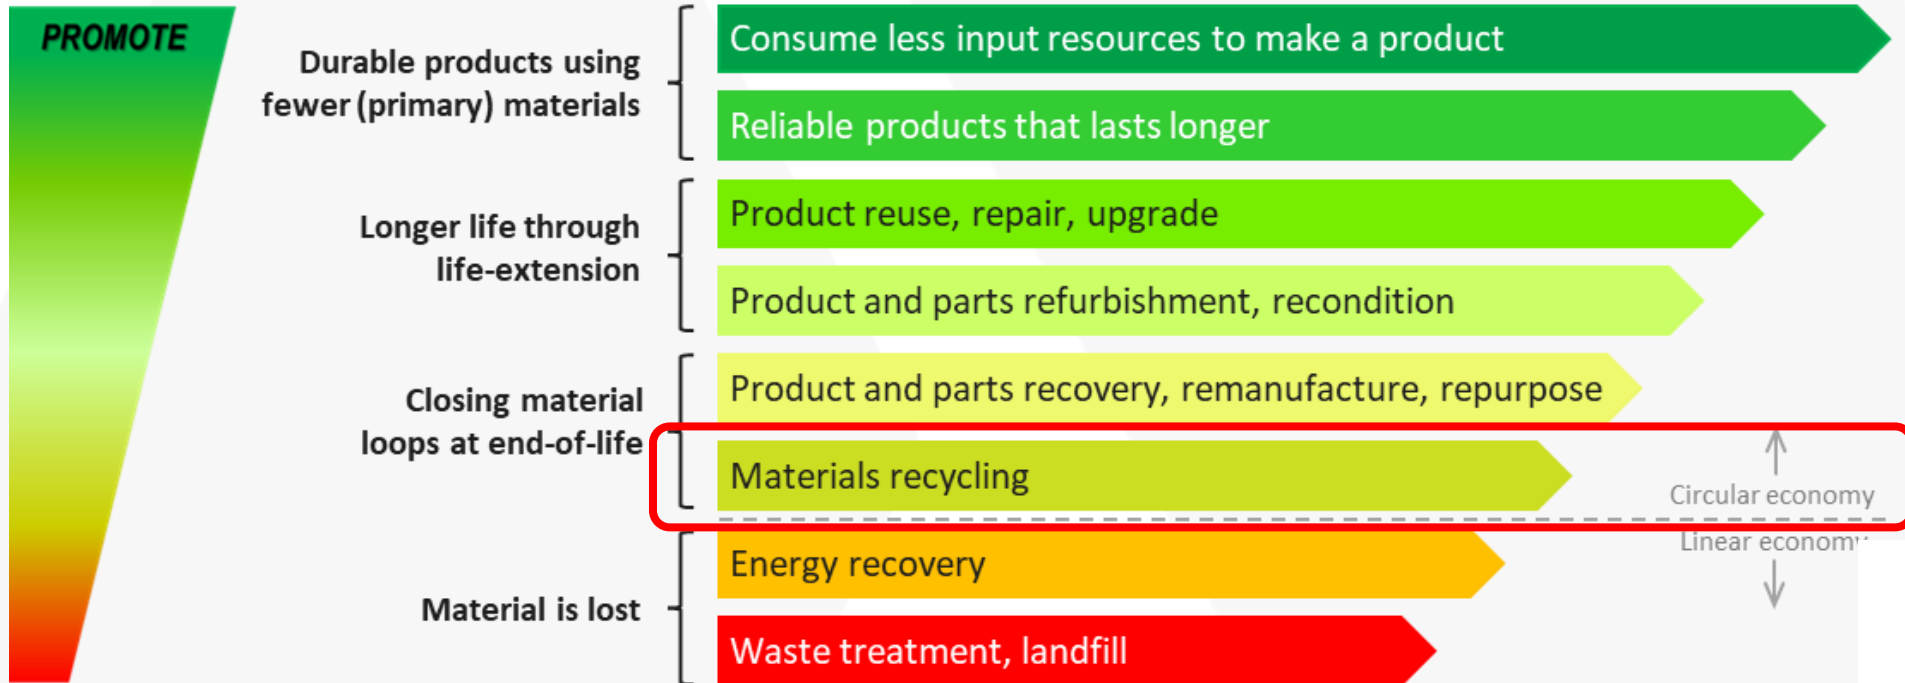 PROMOTE
Durable products using
fewer (primary) materials
Consume less input resources to make a product
Reliable products that lasts longer
Longer life through
life-extension
Product reuse, repair, upgrade
Product and parts refurbishment, recondition
Closing material
loops at end-of-life
Product and parts recovery, remanufacture, repurpose
Materials recycling
Circular economy
Linear economy
Material is lost
Energy recovery
Waste treatment, landfill